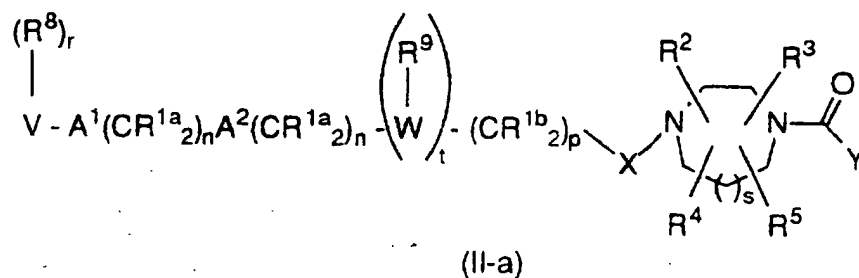 (R⁸)ᵣ
R⁹
R² R³
V - A¹(CR¹ᵃ₂)ₙA²(CR¹ᵃ₂)ₙ - (W)ₜ - (CR¹ᵇ₂)ₚ X N N O Y
( )ₛ
R⁴ R⁵
(II-a)